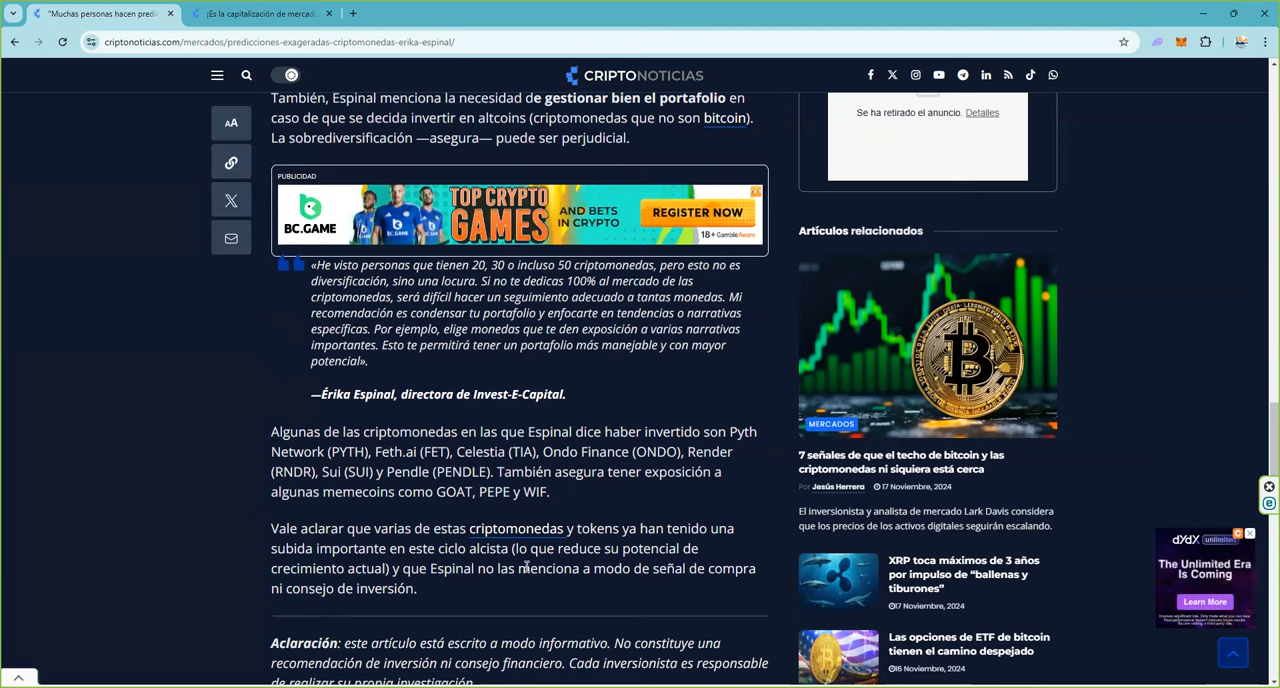 "Muchas personas hacen predi
¡Es la capitalización de mercado
criptonoticias.com/mercados/predicciones-exageradas-criptomonedas-erika-espinal/
CRIPTONOTICIAS
AA
También, Espinal menciona la necesidad de gestionar bien el portafolio en
caso de que se decida invertir en altcoins (criptomonedas que no son bitcoin).
La sobrediversificación —asegura— puede ser perjudicial.
PUBLICIDAD
BC.GAME
TOP CRYPTO
GAMES
AND BETS
IN CRYPTO
REGISTER NOW
18+ GambleAware
«He visto personas que tienen 20, 30 o incluso 50 criptomonedas, pero esto no es
diversificación, sino una locura. Si no te dedicas 100% al mercado de las
criptomonedas, será difícil hacer un seguimiento adecuado a tantas monedas. Mi
recomendación es condensar tu portafolio y enfocarte en tendencias o narrativas
específicas. Por ejemplo, elige monedas que te den exposición a varias narrativas
importantes. Esto te permitirá tener un portafolio más manejable y con mayor
potencial».
—Érika Espinal, directora de Invest-E-Capital.
Algunas de las criptomonedas en las que Espinal dice haber invertido son Pyth
Network (PYTH), Feth.ai (FET), Celestia (TIA), Ondo Finance (ONDO), Render
(RNDR), Sui (SUI) y Pendle (PENDLE). También asegura tener exposición a
algunas memecoins como GOAT, PEPE y WIF.
Vale aclarar que varias de estas criptomonedas y tokens ya han tenido una
subida importante en este ciclo alcista (lo que reduce su potencial de
crecimiento actual) y que Espinal no las menciona a modo de señal de compra
ni consejo de inversión.
Aclaración: este artículo está escrito a modo informativo. No constituye una
recomendación de inversión ni consejo financiero. Cada inversionista es responsable
de realizar su propia investigación.
Se ha retirado el anuncio. Detalles
Artículos relacionados
MERCADOS
7 señales de que el techo de bitcoin y las
criptomonedas ni siquiera está cerca
Por Jesús Herrera 17 Noviembre, 2024
El inversionista y analista de mercado Lark Davis considera
que los precios de los activos digitales seguirán escalando.
XRP toca máximos de 3 años
por impulso de “ballenas y
tiburones”
17 Noviembre, 2024
Las opciones de ETF de bitcoin
tienen el camino despejado
16 Noviembre, 2024
dYdX unlimited
The Unlimited Era
Is Coming
Learn More